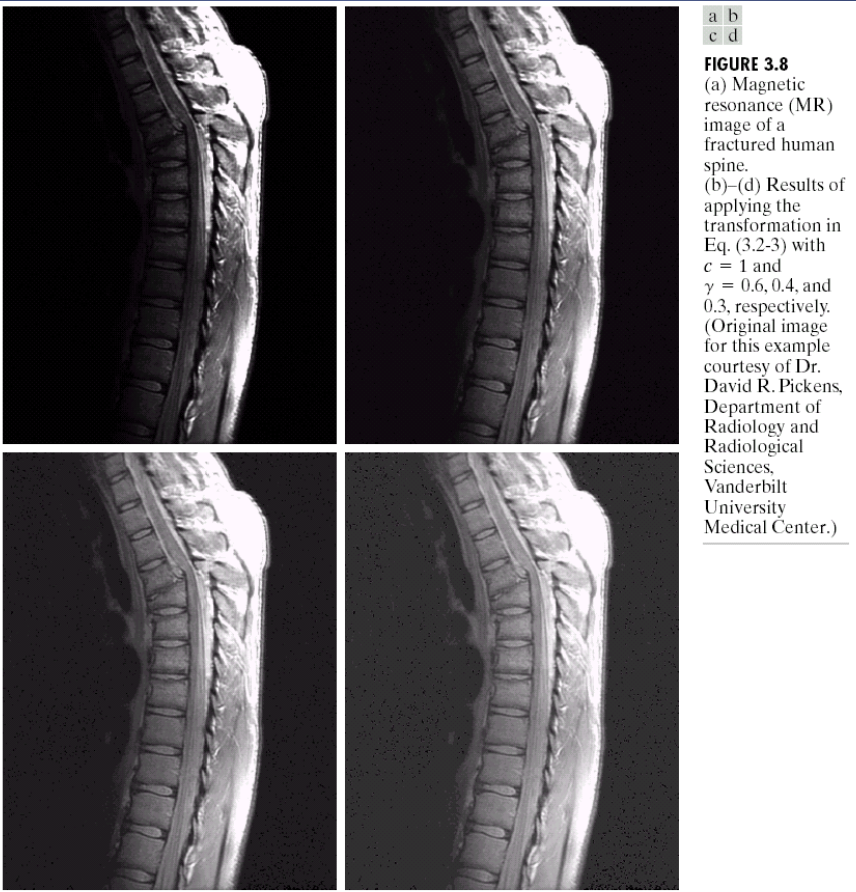 a b
c d
FIGURE 3.8
(a) Magnetic
resonance (MR)
image of a
fractured human
spine.
(b)–(d) Results of
applying the
transformation in
Eq. (3.2-3) with
c = 1 and
γ = 0.6, 0.4, and
0.3, respectively.
(Original image
for this example
courtesy of Dr.
David R. Pickens,
Department of
Radiology and
Radiological
Sciences,
Vanderbilt
University
Medical Center.)